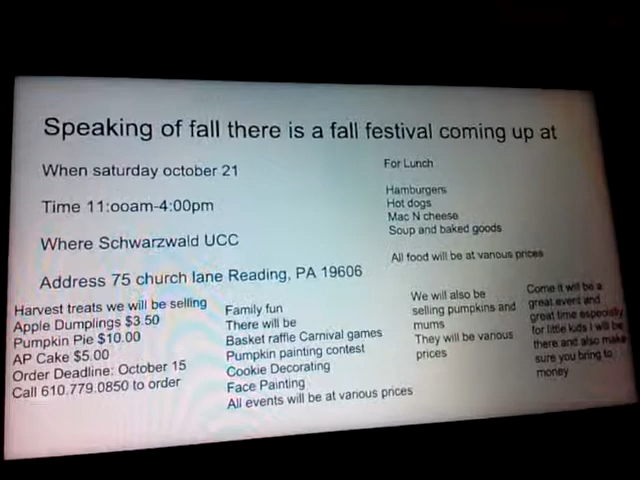 Speaking of fall there is a fall festival coming up at
When saturday october 21
Time 11:ooam-4:00pm
Where Schwarzwald UCC
Address 75 church lane Reading, PA 19606
For Lunch
Hamburgers
Hot dogs
Mac N cheese
Soup and baked goods
All food will be at various prices
Harvest treats we will be selling
Apple Dumplings $3.50
Pumpkin Pie $10.00
AP Cake $5.00
Order Deadline: October 15
Call 610.779.0850 to order
Family fun
There will be
Basket raffle Carnival games
Pumpkin painting contest
Cookie Decorating
Face Painting
All events will be at various prices
We will also be
selling pumpkins and
mums
They will be various
prices
Come it will be a
great event and
great time especially
for little kids I will be
there and also make
sure you bring to
money